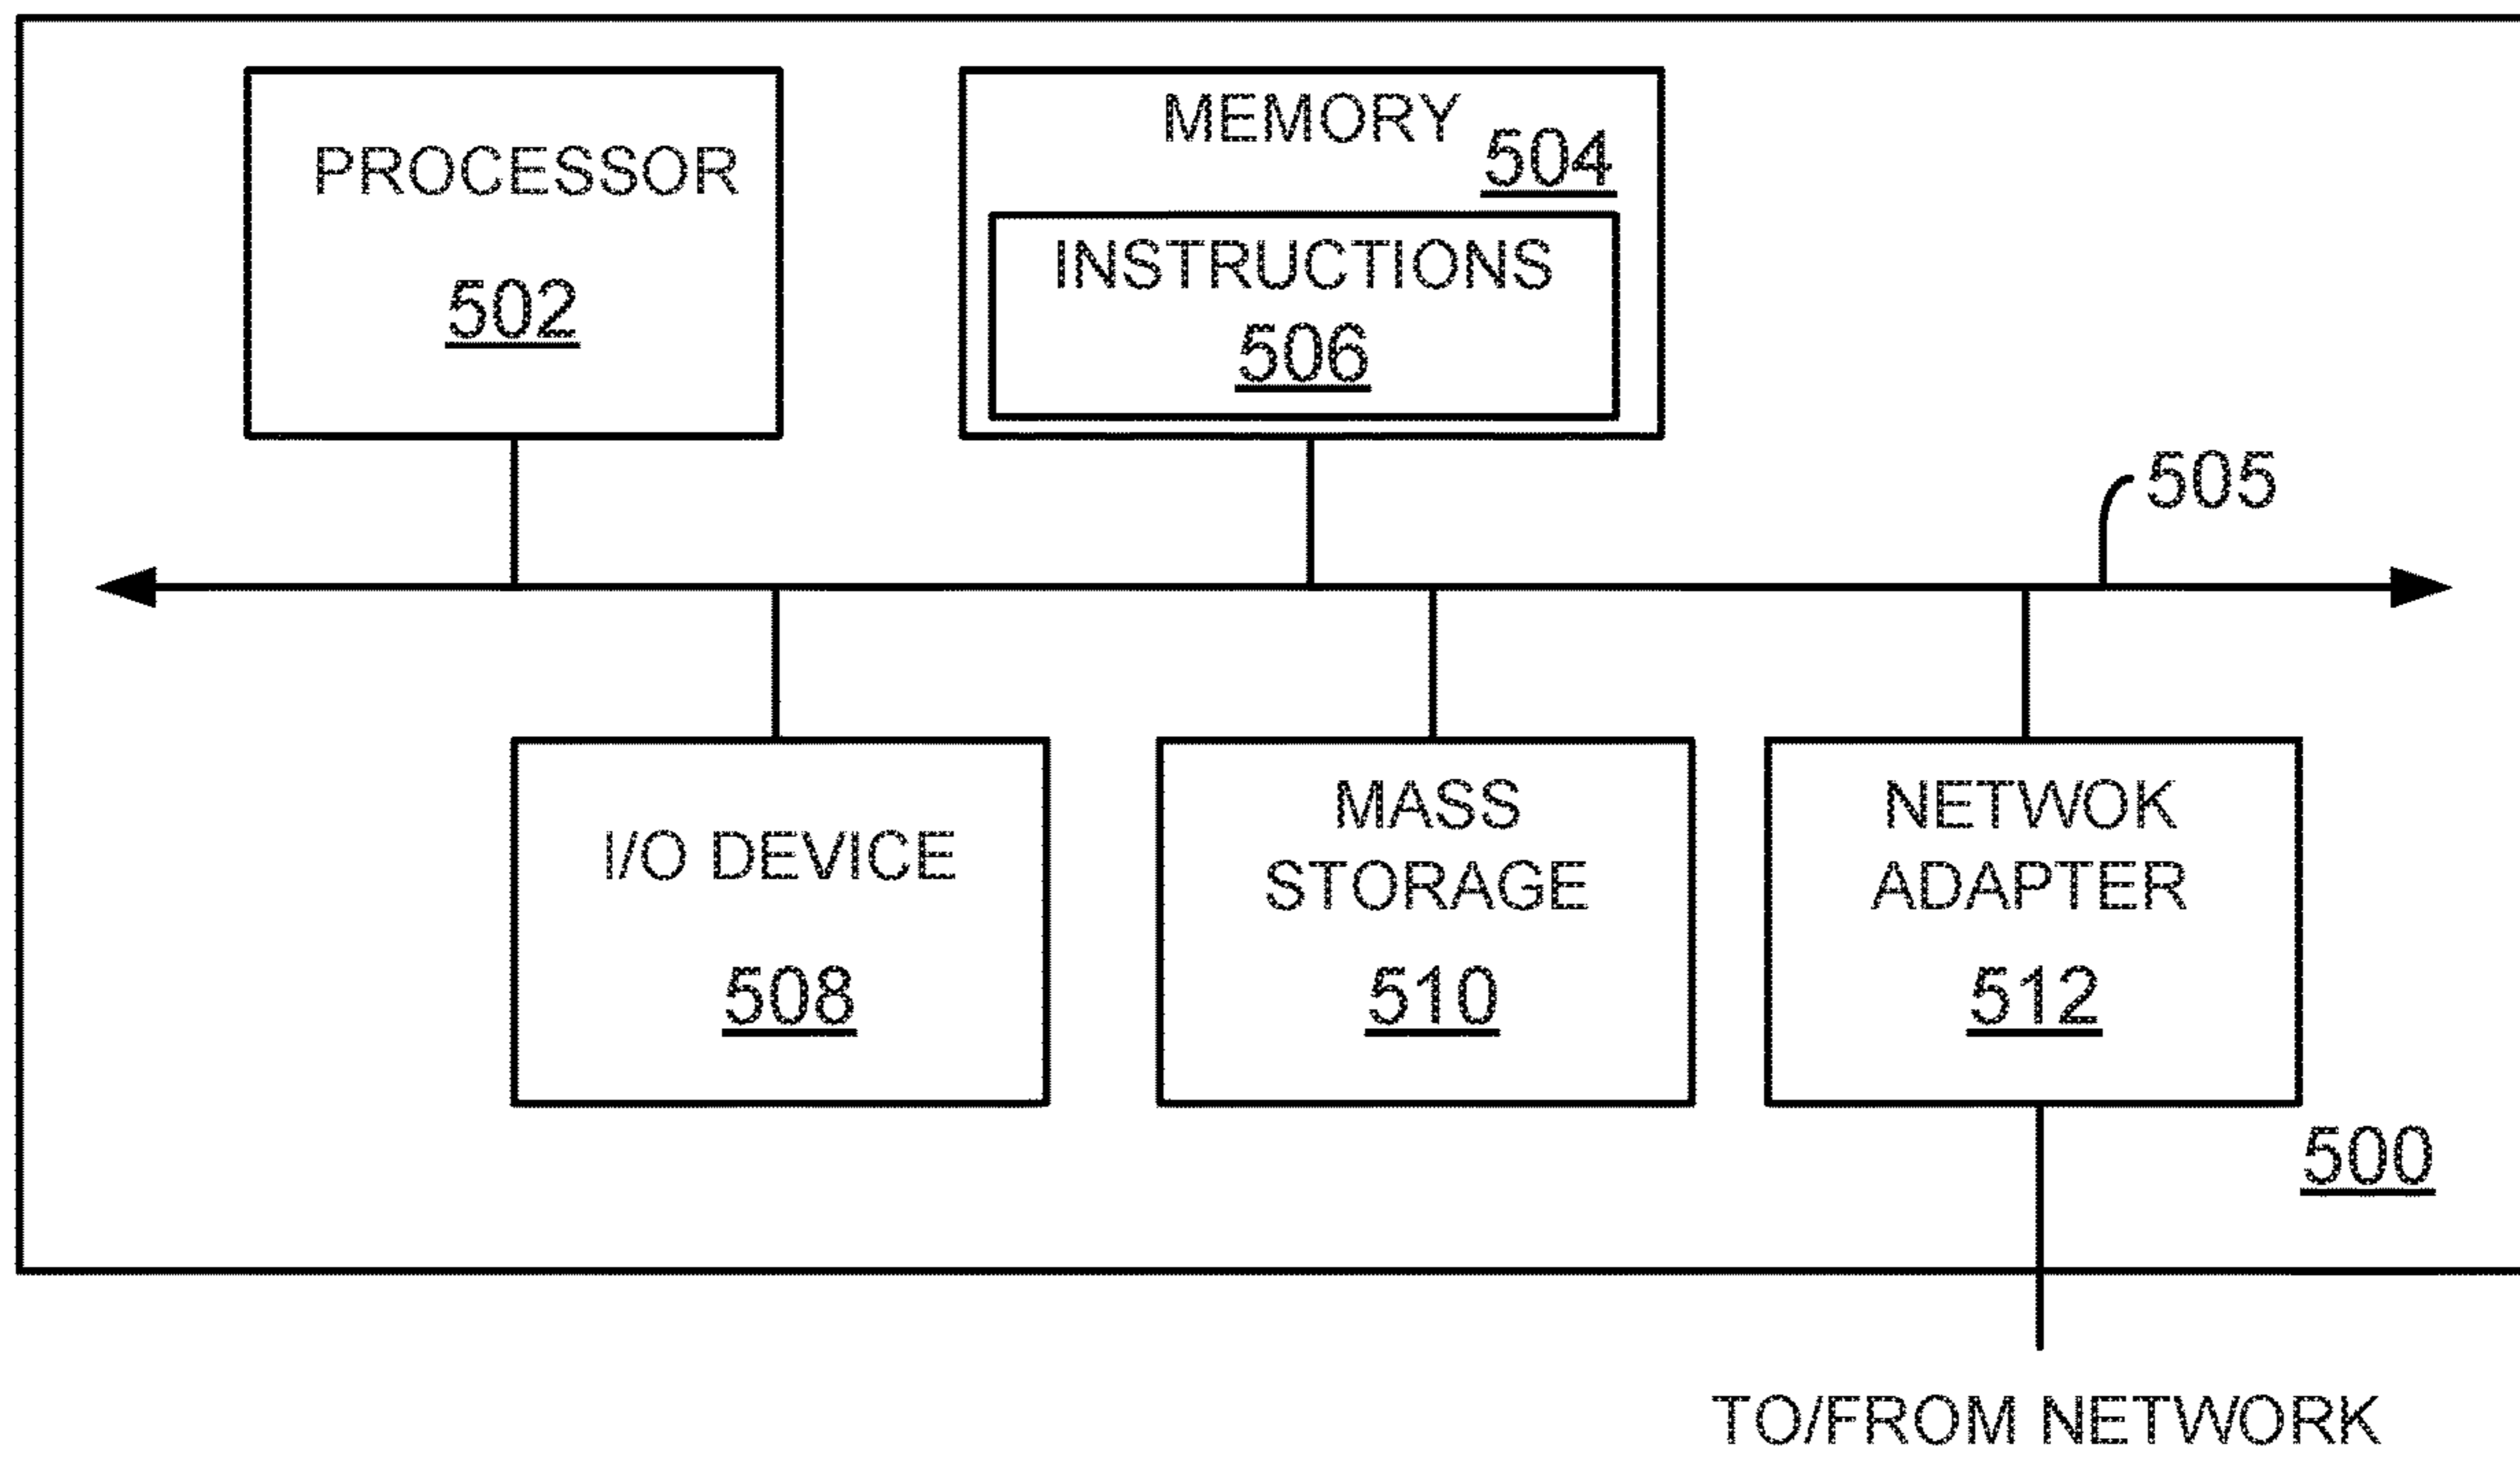 PROCESSOR
502
MEMORY
504
INSTRUCTIONS
506
505
I/O DEVICE
508
MASS
STORAGE
510
NETWOK
ADAPTER
512
500
TO/FROM NETWORK